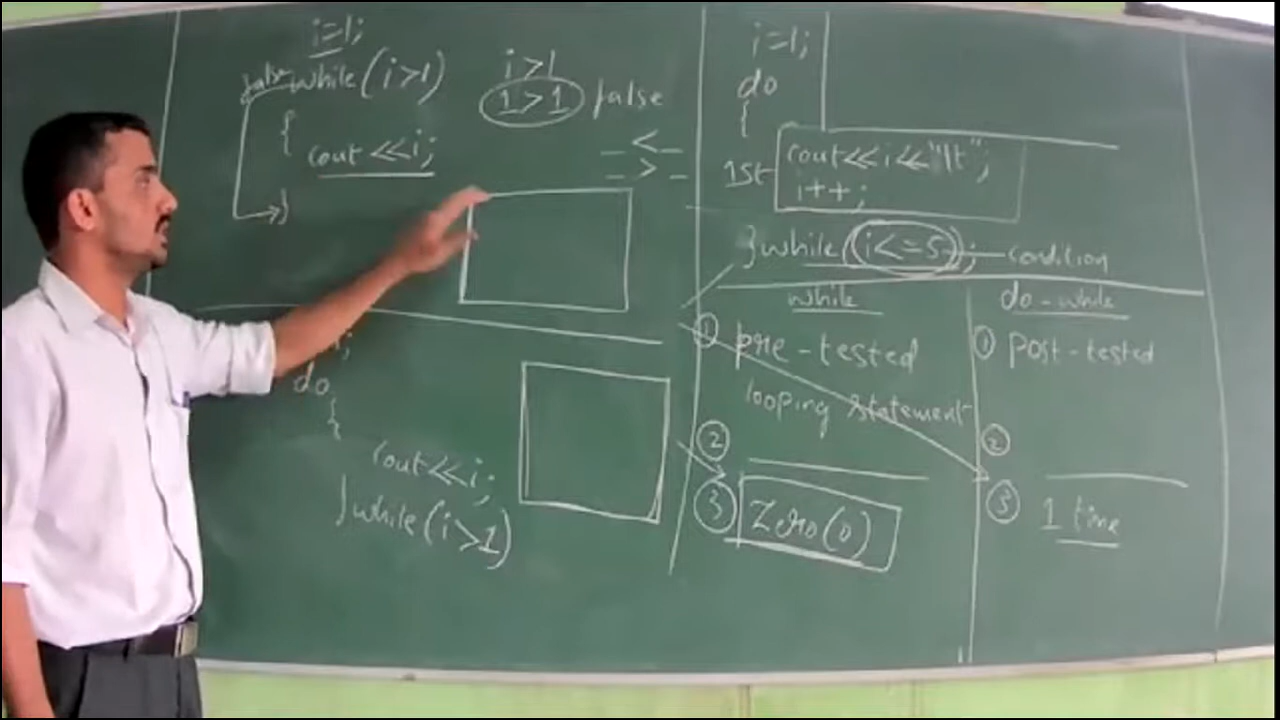 i=1;
false while(i>1)
{
cout<<i;
}
i>1
1>1 false
_ < _
_ > _
do
{
cout<<i;
}while(i>1)
i=1;
do
{
1st cout<<i<<"\t";
i++;
}while(i<=5); condition
while
① pre-tested
looping statement
②
③ Zero(0)
do-while
① post-tested
②
③ 1 time